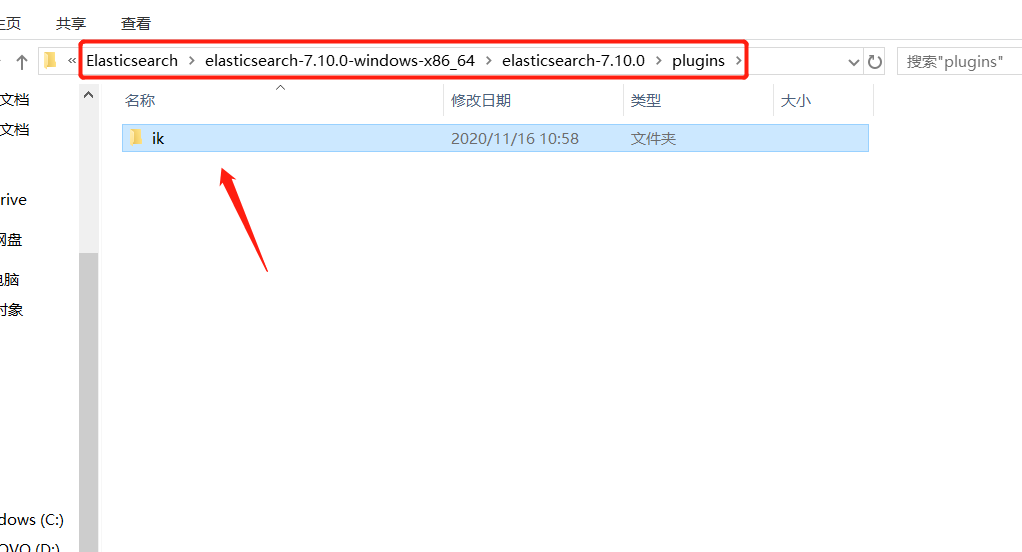 主页 共享 查看
« Elasticsearch › elasticsearch-7.10.0-windows-x86_64 › elasticsearch-7.10.0 › plugins › 搜索"plugins"
名称 修改日期 类型 大小
文档
ik 2020/11/16 10:58 文件夹
文档
rive
网盘
电脑
对象
dows (C:)
OVO (D:)